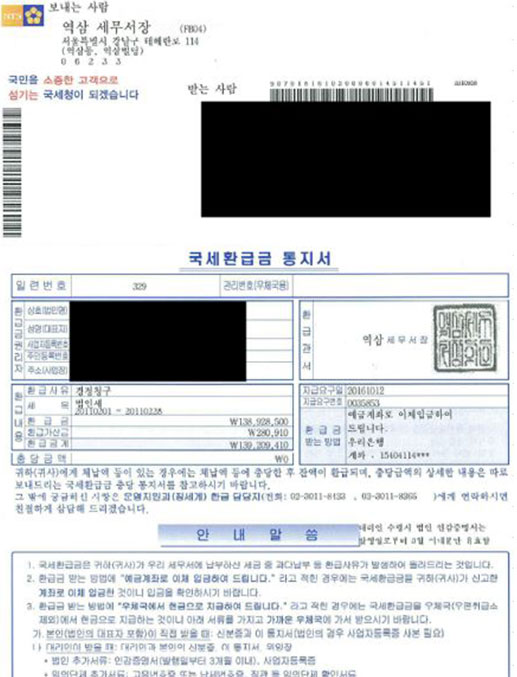 보내는 사람
역삼 세무서장 (FB04)
서울특별시 강남구 테헤란로 114
(역삼동, 역삼빌딩)
06233
국민을 소중한 고객으로
섬기는 국세청이 되겠습니다
받는 사람
국세환급금 통지서
일련번호 329 관리번호(우체국용)
환급금권리자
상호(법인명)
성명(대표자)
사업자등록번호
주민등록번호
주소(사업장)
환급관서
역삼 세무서장
환급내용
환급사유 경정청구
세 목 법인세
20110201 - 20110228
환급금 ₩138,928,500
환급가산금 ₩280,910
환급금계 ₩139,209,410
충당금액 ₩0
지급요구일 20161012
지급요구번호 0035853
환급금 받는 방법
예금계좌로 이체입금하여
드립니다.
우리은행
계좌 , 15404114***
귀하(귀사)에게 체납액 등이 있는 경우에는 체납액 등에 충당한 후 잔액이 환급되며, 충당금액의 상세한 내용은 따로
보내드리는 국세환급금 충당 통지서를 참고하시기 바랍니다.
그 밖에 궁금하신 사항은 운영지원과(징세계) 환급 담당자(전화: 02-3011-8433 , 02-3011-8365 )에게 연락하시면
친절하게 상담해 드리겠습니다.
안 내 말 씀
대리인 수령시 법인 인감증명서는
1. 국세환급금은 귀하(귀사)가 우리 세무서에 납부하신 세금 중 과다납부 등 환급사유가 발생하여 돌려드리는 것입니다.
2. 환급금 받는 방법에 "예금계좌로 이체 입금하여 드립니다." 라고 적힌 경우에는 국세환급금을 귀하(귀사)가 신고한
계좌로 이체 입금한 것이니 입금을 확인하시기 바랍니다.
3. 환급금 받는 방법에 "우체국에서 현금으로 지급하여 드립니다." 라고 적힌 경우에는 국세환급금을 우체국(우편취급소
제외)에서 현금으로 지급하는 것이니 아래 서류를 가지고 가까운 우체국에 가서 받으시기 바랍니다.
가. 본인(법인의 대표자 포함)이 직접 받을 때: 신분증과 이 통지서(법인의 경우 사업자등록증 사본 필요)
나. 대리인이 받을 때: 대리인과 본인의 신분증, 이 통지서, 위임장
• 법인 추가서류: 인감증명서(발행일부터 3개월 이내), 사업자등록증